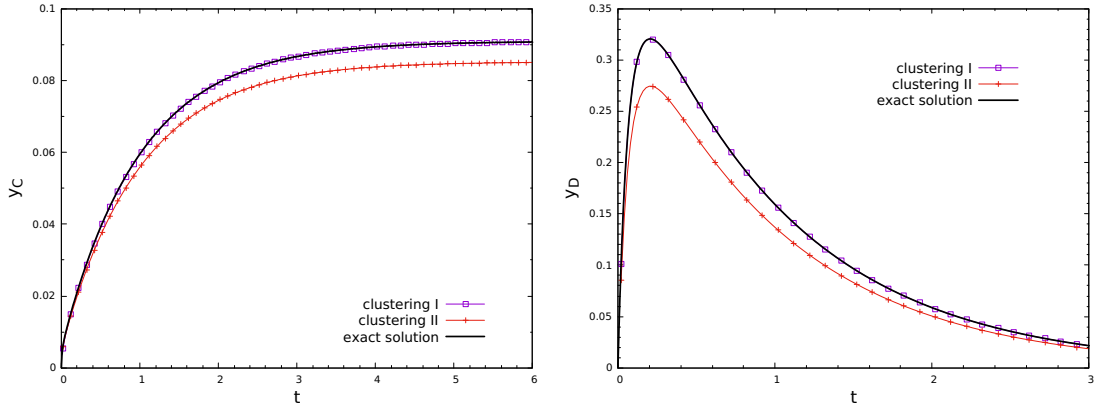 0.1
0.08
0.06
0.04
0.02
0
y_C
clustering I
clustering II
exact solution
0 1 2 3 4 5 6
t
0.35
0.3
0.25
0.2
0.15
0.1
0.05
0
y_D
clustering I
clustering II
exact solution
0 1 2 3
t